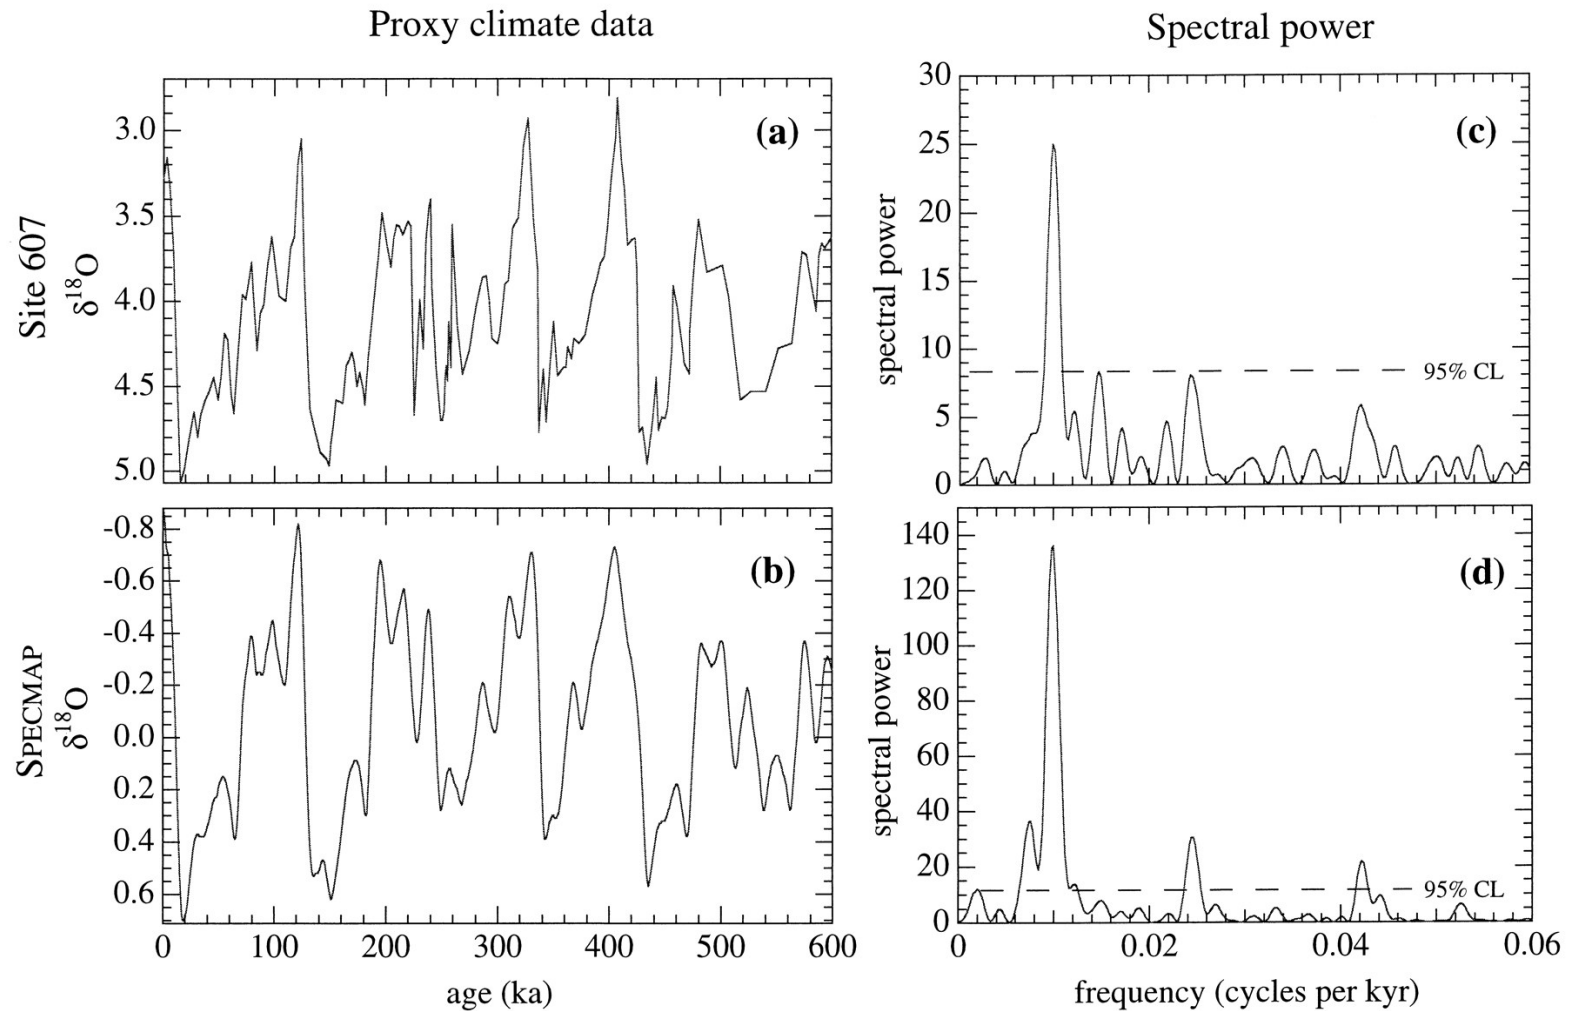 Proxy climate data
Spectral power
Site 607
δ¹⁸O
3.0
3.5
4.0
4.5
5.0
(a)
spectral power
30
25
20
15
10
5
0
(c)
95% CL
SPECMAP
δ¹⁸O
-0.8
-0.6
-0.4
-0.2
0.0
0.2
0.4
0.6
(b)
0 100 200 300 400 500 600
age (ka)
spectral power
140
120
100
80
60
40
20
0
(d)
95% CL
0 0.02 0.04 0.06
frequency (cycles per kyr)